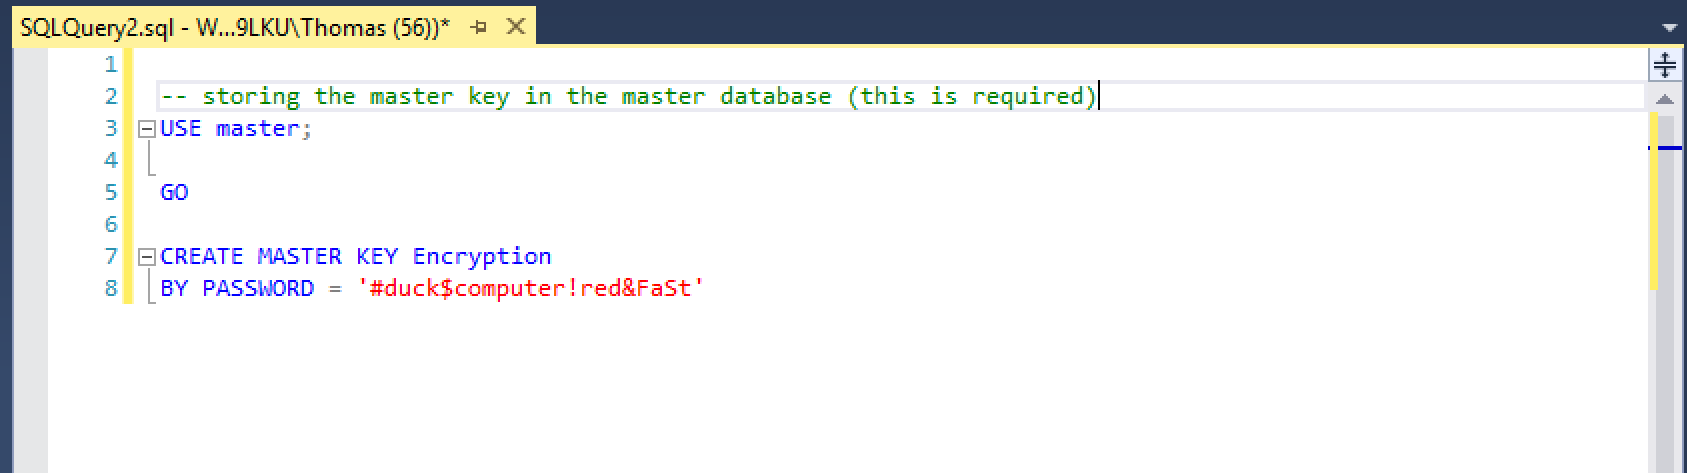 SQLQuery2.sql - W...9LKU\Thomas (56))*
1
2 -- storing the master key in the master database (this is required)
3 USE master;
4
5 GO
6
7 CREATE MASTER KEY Encryption
8 BY PASSWORD = '#duck$computer!red&FaSt'